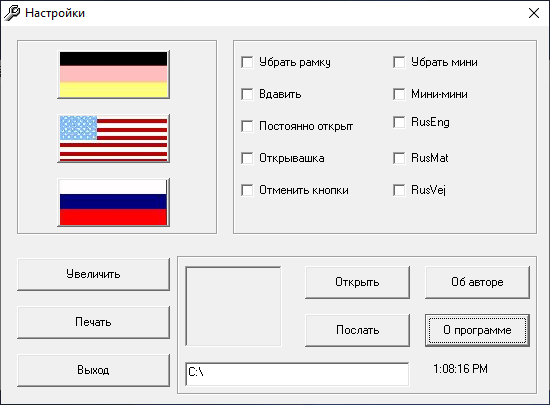 Настройки
Убрать рамку
Убрать мини
Вдавить
Мини-мини
Постоянно открыт
RusEng
Открывашка
RusMat
Отменить кнопки
RusVej
Увеличить
Открыть
Об авторе
Печать
Послать
О программе
Выход
C:\
1:08:16 PM